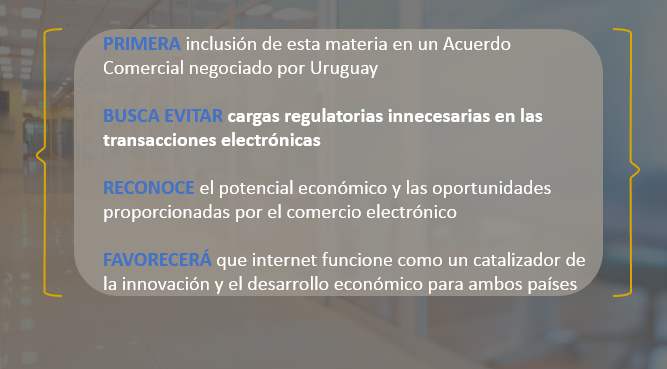 PRIMERA inclusión de esta materia en un Acuerdo
Comercial negociado por Uruguay
BUSCA EVITAR cargas regulatorias innecesarias en las
transacciones electrónicas
RECONOCE el potencial económico y las oportunidades
proporcionadas por el comercio electrónico
FAVORECERÁ que internet funcione como un catalizador de
la innovación y el desarrollo económico para ambos países